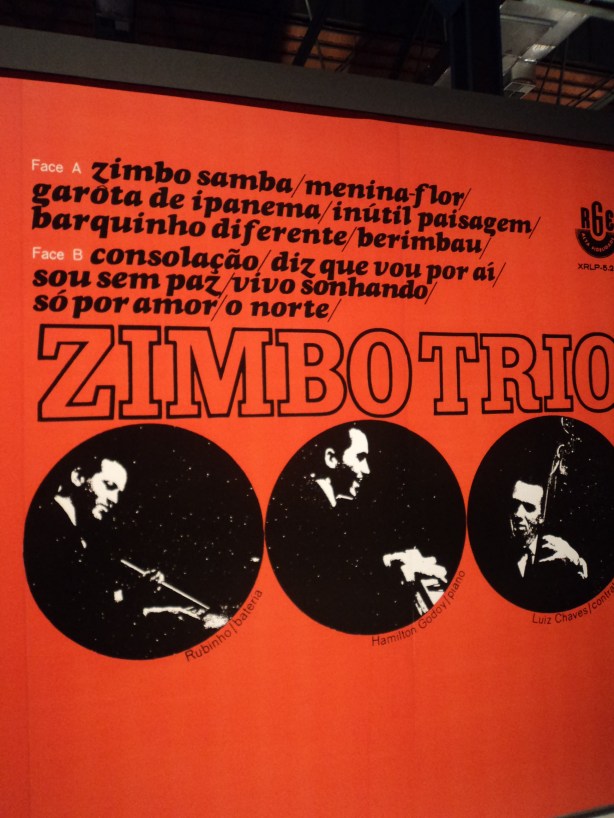 Face A zimbo samba/menina-flor/
garôta de ipanema/inútil paisagem/
barquinho diferente/berimbau/
Face B consolação/diz que vou por aí/
sou sem paz/vivo sonhando/
só por amor/o norte/
RGE
XRLP-5.2
ZIMBO TRIO
Rubinho/bateria
Hamilton Godoy/piano
Luiz Chaves/contra